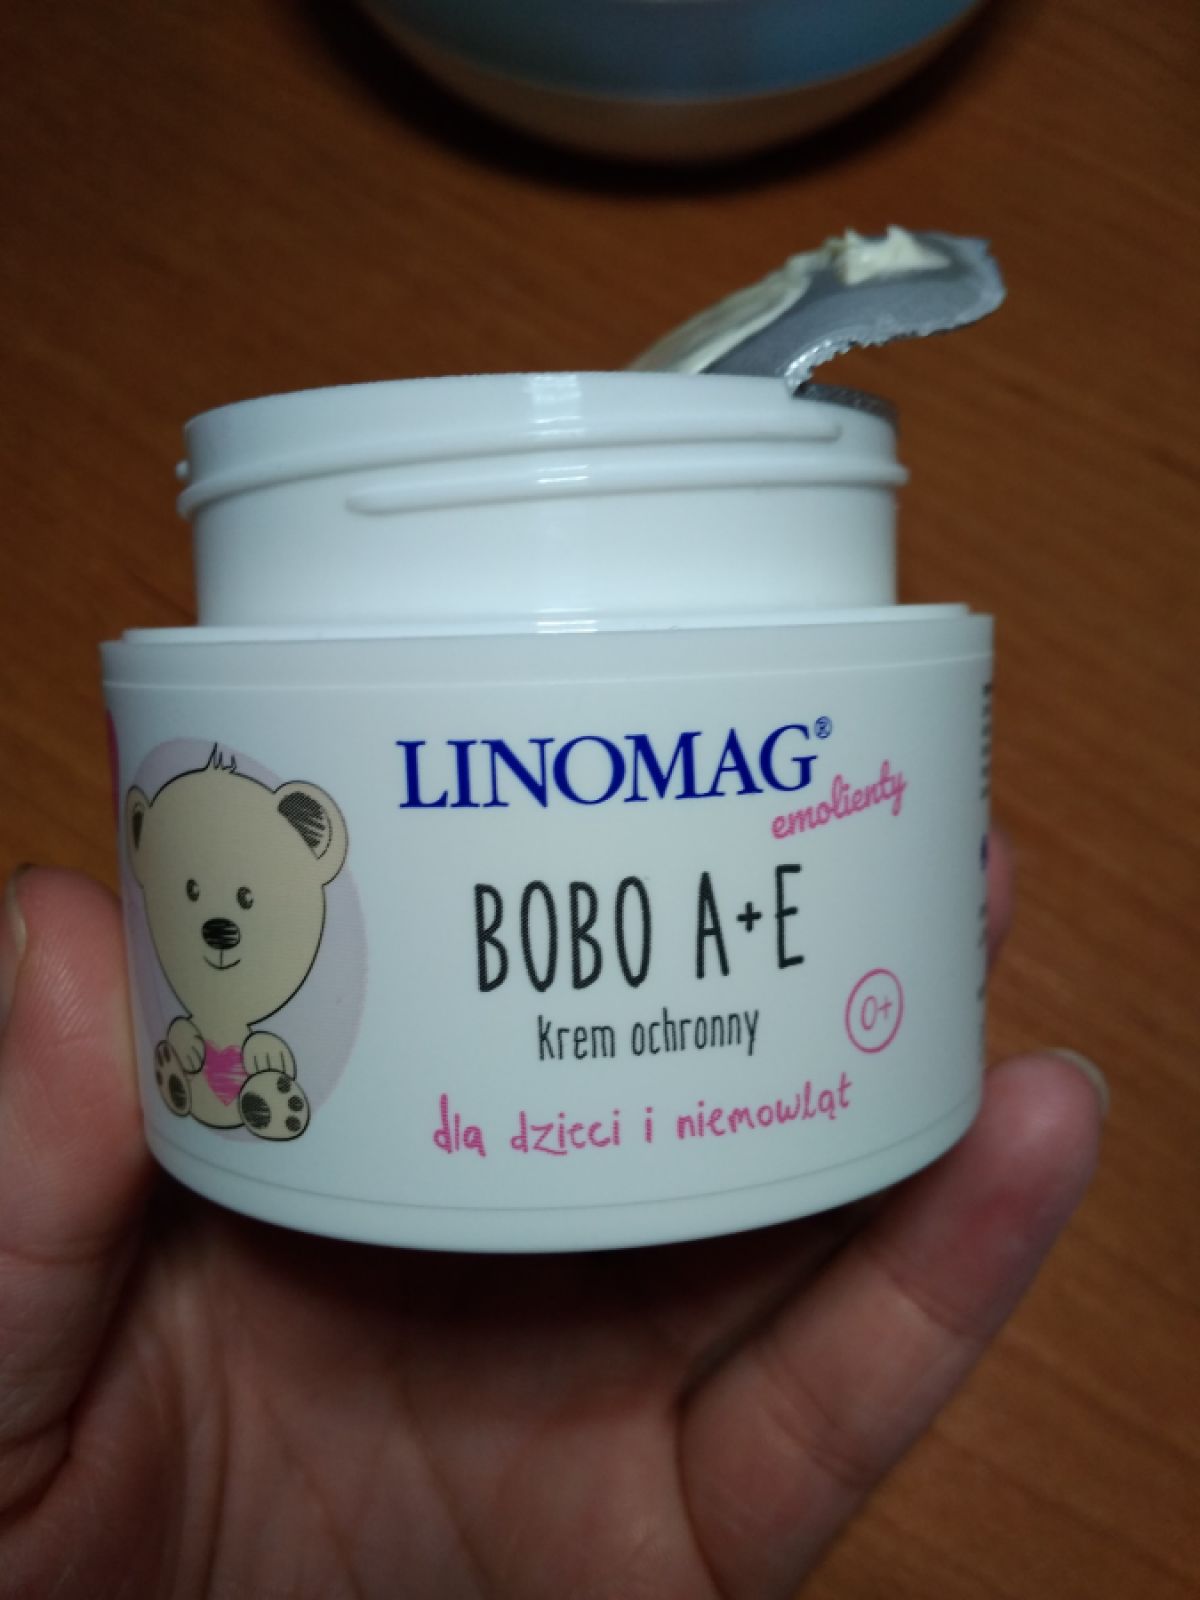 LINOMAG®
emolienty
BOBO A+E
krem ochronny
0+
dla dzieci i niemowląt